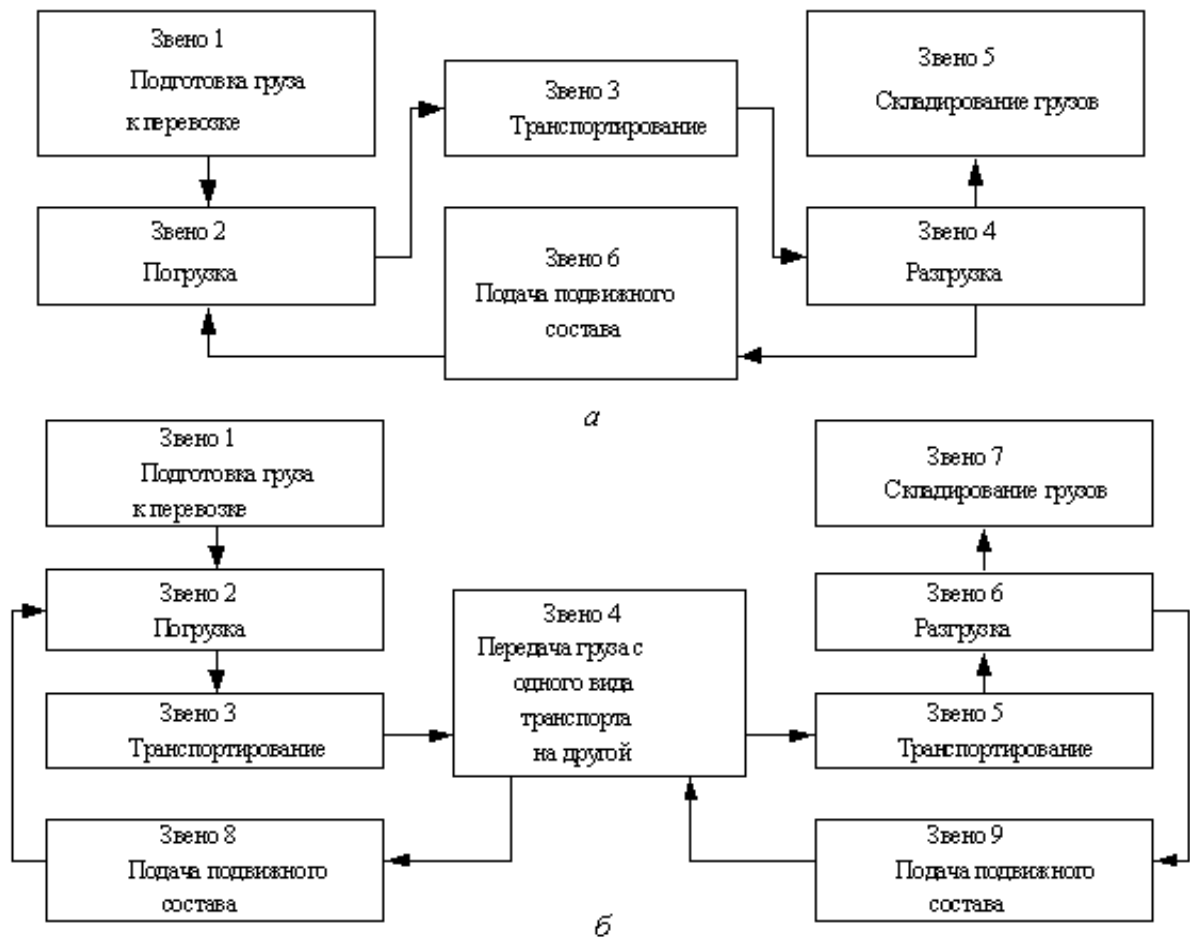 Звено 1
Подготовка груза
к перевозке
Звено 2
Погрузка
Звено 3
Транспортирование
Звено 6
Подача подвижного
состава
Звено 5
Складирование грузов
Звено 4
Разгрузка
а
Звено 1
Подготовка груза
к перевозке
Звено 2
Погрузка
Звено 3
Транспортирование
Звено 8
Подача подвижного
состава
Звено 4
Передача груза с
одного вида
транспорта
на другой
Звено 7
Складирование грузов
Звено 6
Разгрузка
Звено 5
Транспортирование
Звено 9
Подача подвижного
состава
б